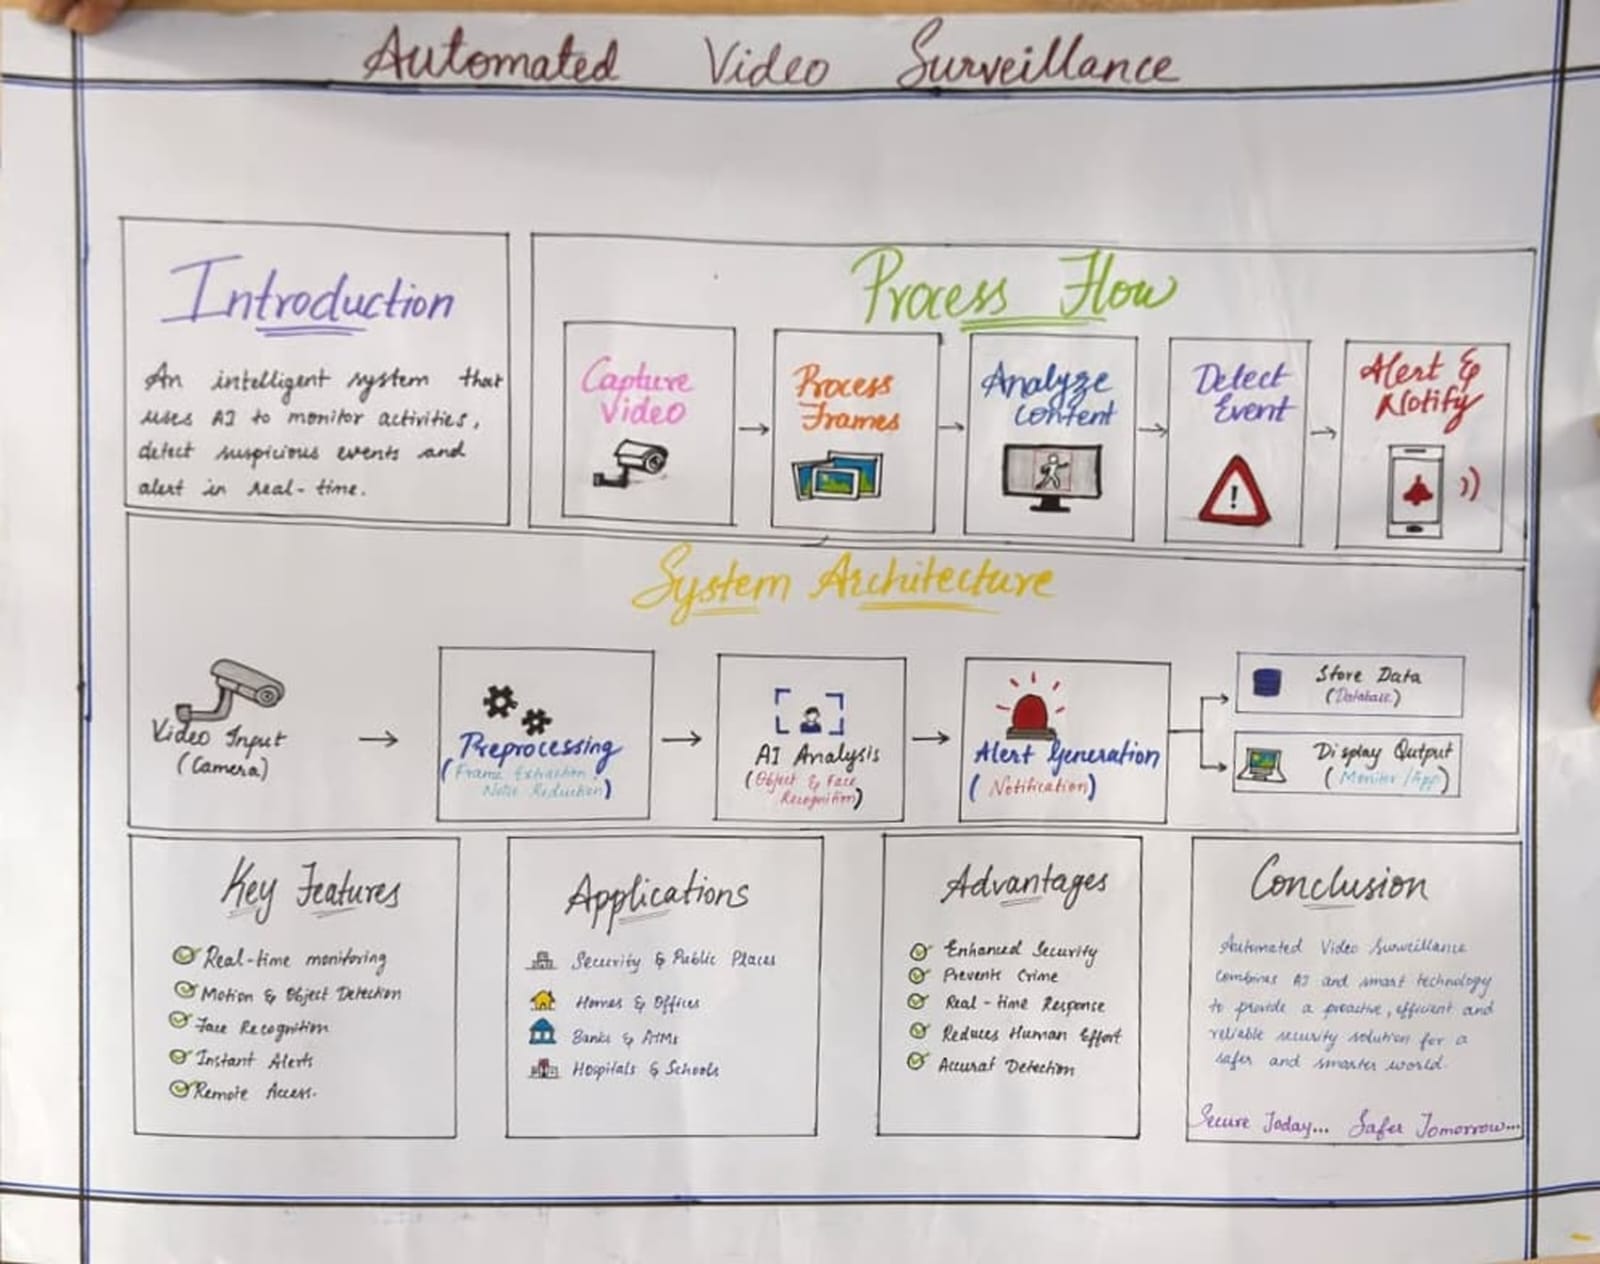 Automated Video Surveillance
Introduction
An intelligent system that
uses AI to monitor activities,
detect suspicious events and
alert in real-time.
Process Flow
Capture
Video
Process
Frames
Analyze
Content
Detect
Event
Alert &
Notify
System Architecture
Video Input
(Camera)
Preprocessing
(Frame Extraction
Noise Reduction)
AI Analysis
(Object & Face
Recognition)
Alert Generation
(Notification)
Store Data
(Database)
Display Output
(Monitor/App)
Key Features
Real-time monitoring
Motion & Object Detection
Face Recognition
Instant Alerts
Remote Access.
Applications
Security & Public Places
Homes & Offices
Banks & ATMs
Hospitals & Schools
Advantages
Enhanced Security
Prevents Crime
Real-time Response
Reduces Human Effort
Accurat Detection
Conclusion
Automated Video Surveillance
combines AI and smart technology
to provide a proactive, efficient and
reliable security solution for a
safer and smarter world.
Secure Today... Safer Tomorrow...